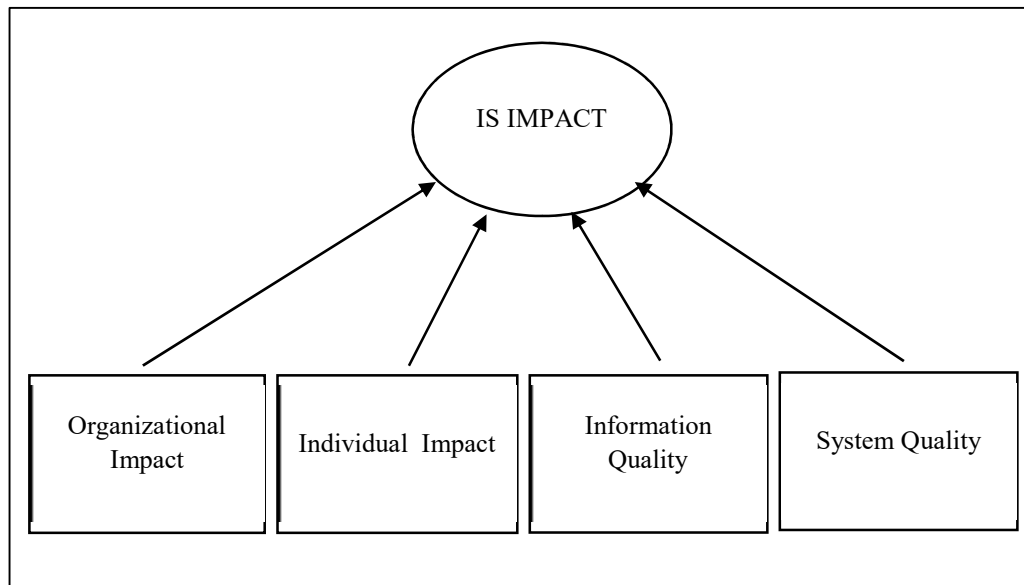 IS IMPACT
Organizational
Impact
Individual  Impact
Information
Quality
System Quality